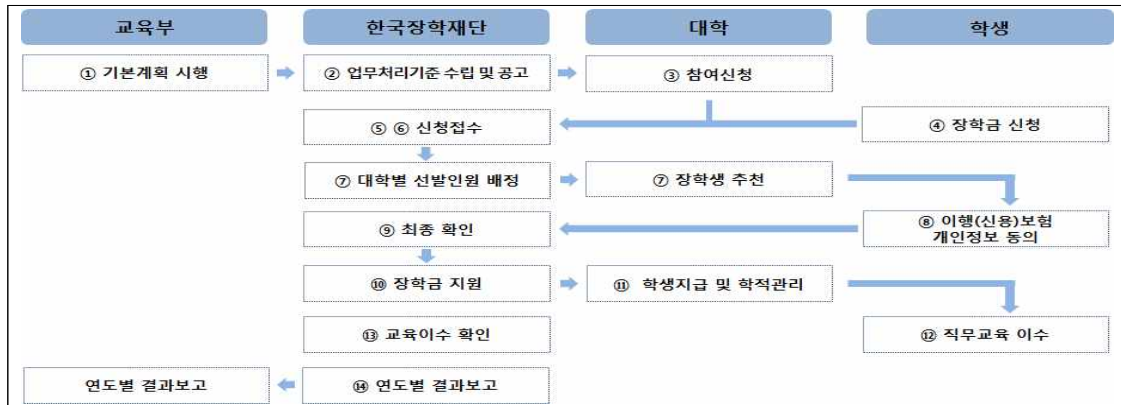 교육부 한국장학재단 대학 학생
① 기본계획 시행 ② 업무처리기준 수립 및 공고 ③ 참여신청
⑤ ⑥ 신청접수 ④ 장학금 신청
⑦ 대학별 선발인원 배정 ⑦ 장학생 추천
⑨ 최종 확인 ⑧ 이행(신용)보험
개인정보 동의
⑩ 장학금 지원 ⑪ 학생지급 및 학적관리
⑬ 교육이수 확인 ⑫ 직무교육 이수
연도별 결과보고 ⑭ 연도별 결과보고